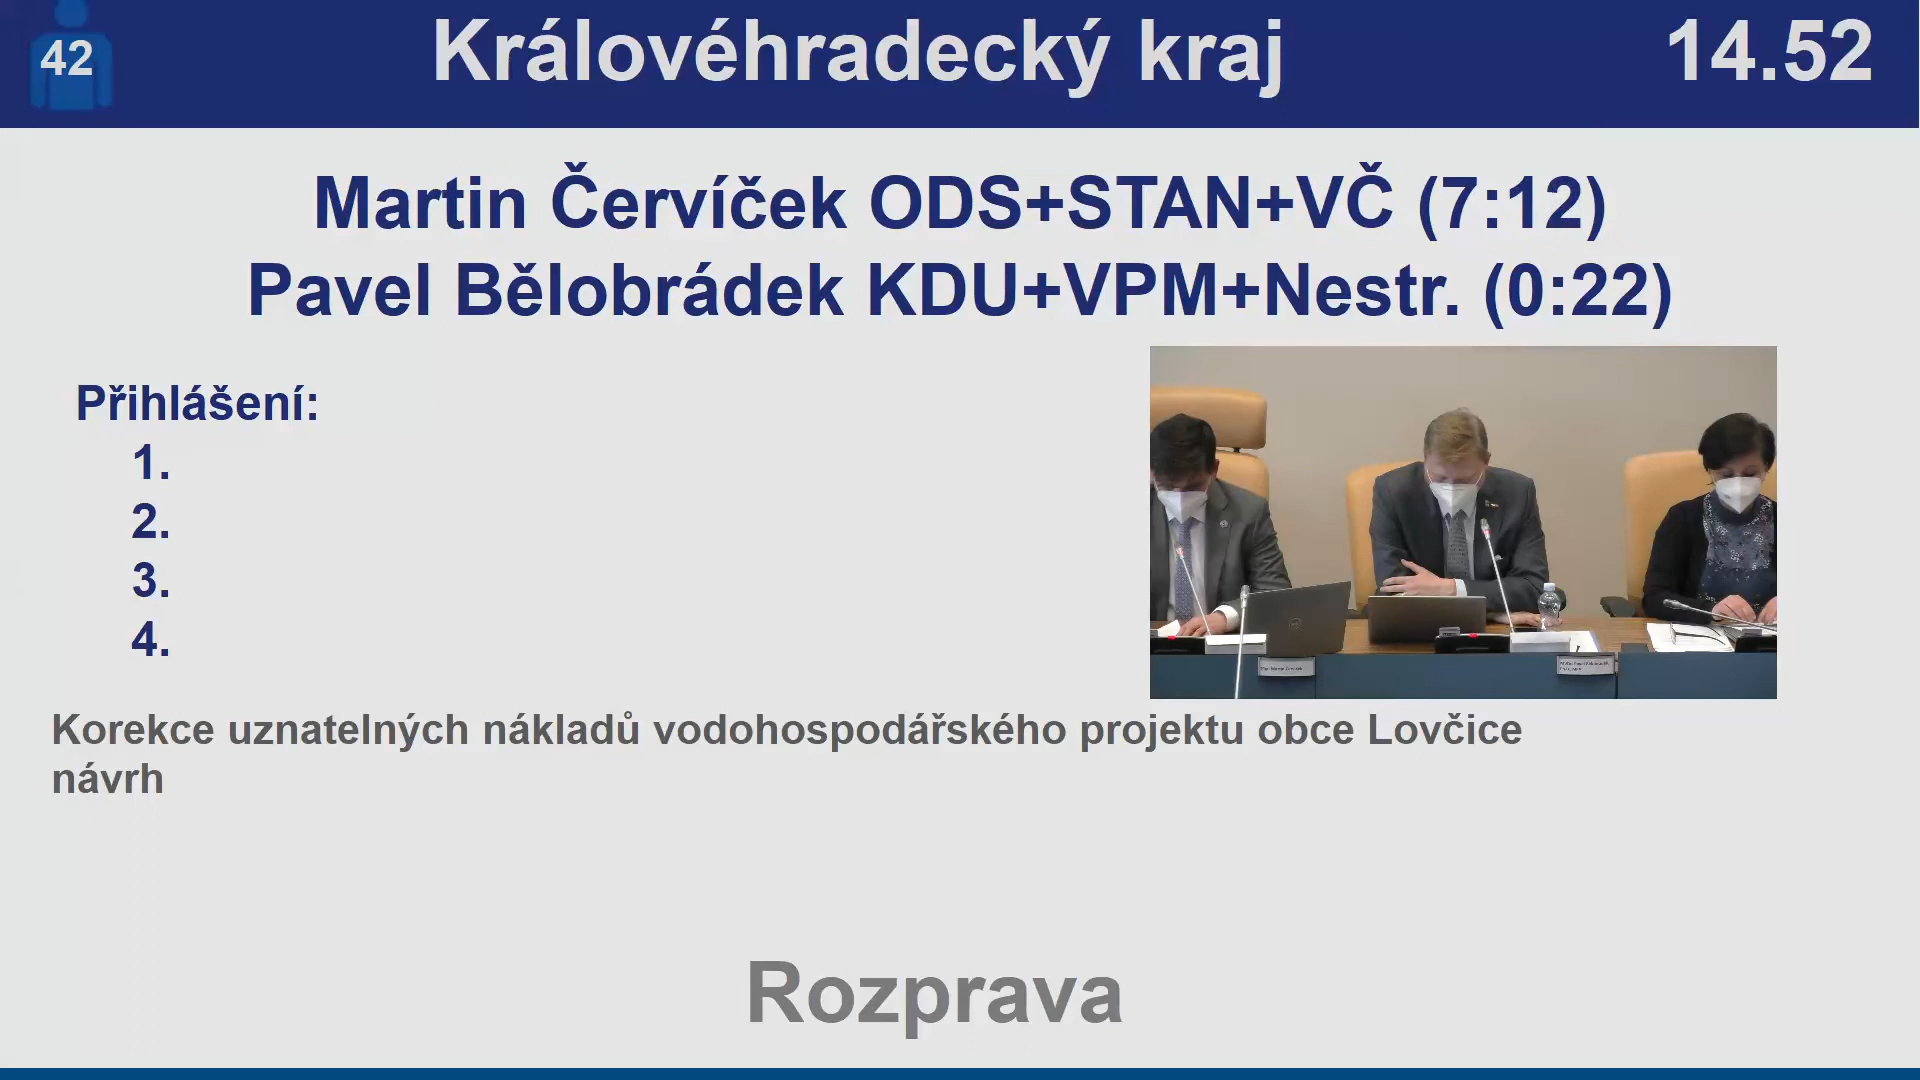 42
Královéhradecký kraj
14.52
Martin Červíček ODS+STAN+VČ (7:12)
Pavel Bělobrádek KDU+VPM+Nestr. (0:22)
Přihlášení:
1.
2.
3.
4.
Korekce uznatelných nákladů vodohospodářského projektu obce Lovčice
návrh
Rozprava